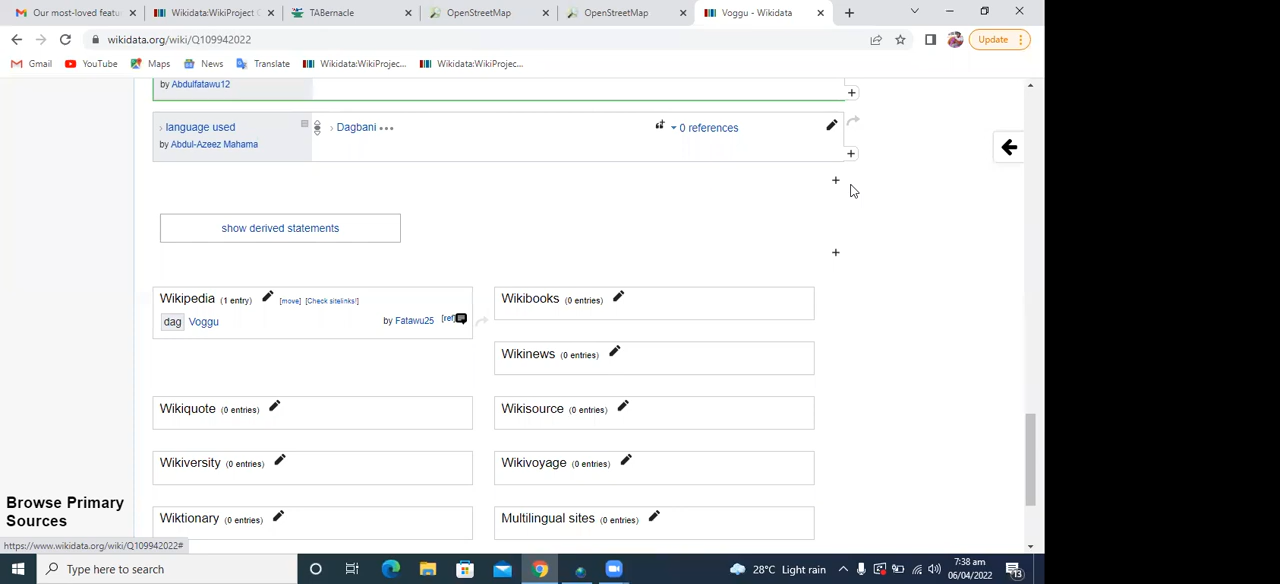 Our most-loved featu
Wikidata:WikiProject C
TABernacle
OpenStreetMap
OpenStreetMap
Voggu - Wikidata
wikidata.org/wiki/Q109942022
Update
Gmail
YouTube
Maps
News
Translate
Wikidata:WikiProjec...
Wikidata:WikiProjec...
by Abdulfatawu12
language used
Dagbani
0 references
by Abdul-Azeez Mahama
show derived statements
Wikipedia (1 entry) [move] [Check sitelinks!]
dag Voggu by Fatawu25 [ref]
Wikibooks (0 entries)
Wikinews (0 entries)
Wikiquote (0 entries)
Wikisource (0 entries)
Wikiversity (0 entries)
Wikivoyage (0 entries)
Browse Primary
Sources
Wiktionary (0 entries)
Multilingual sites (0 entries)
https://www.wikidata.org/wiki/Q109942022#
Type here to search
28°C Light rain
7:38 am
06/04/2022
13